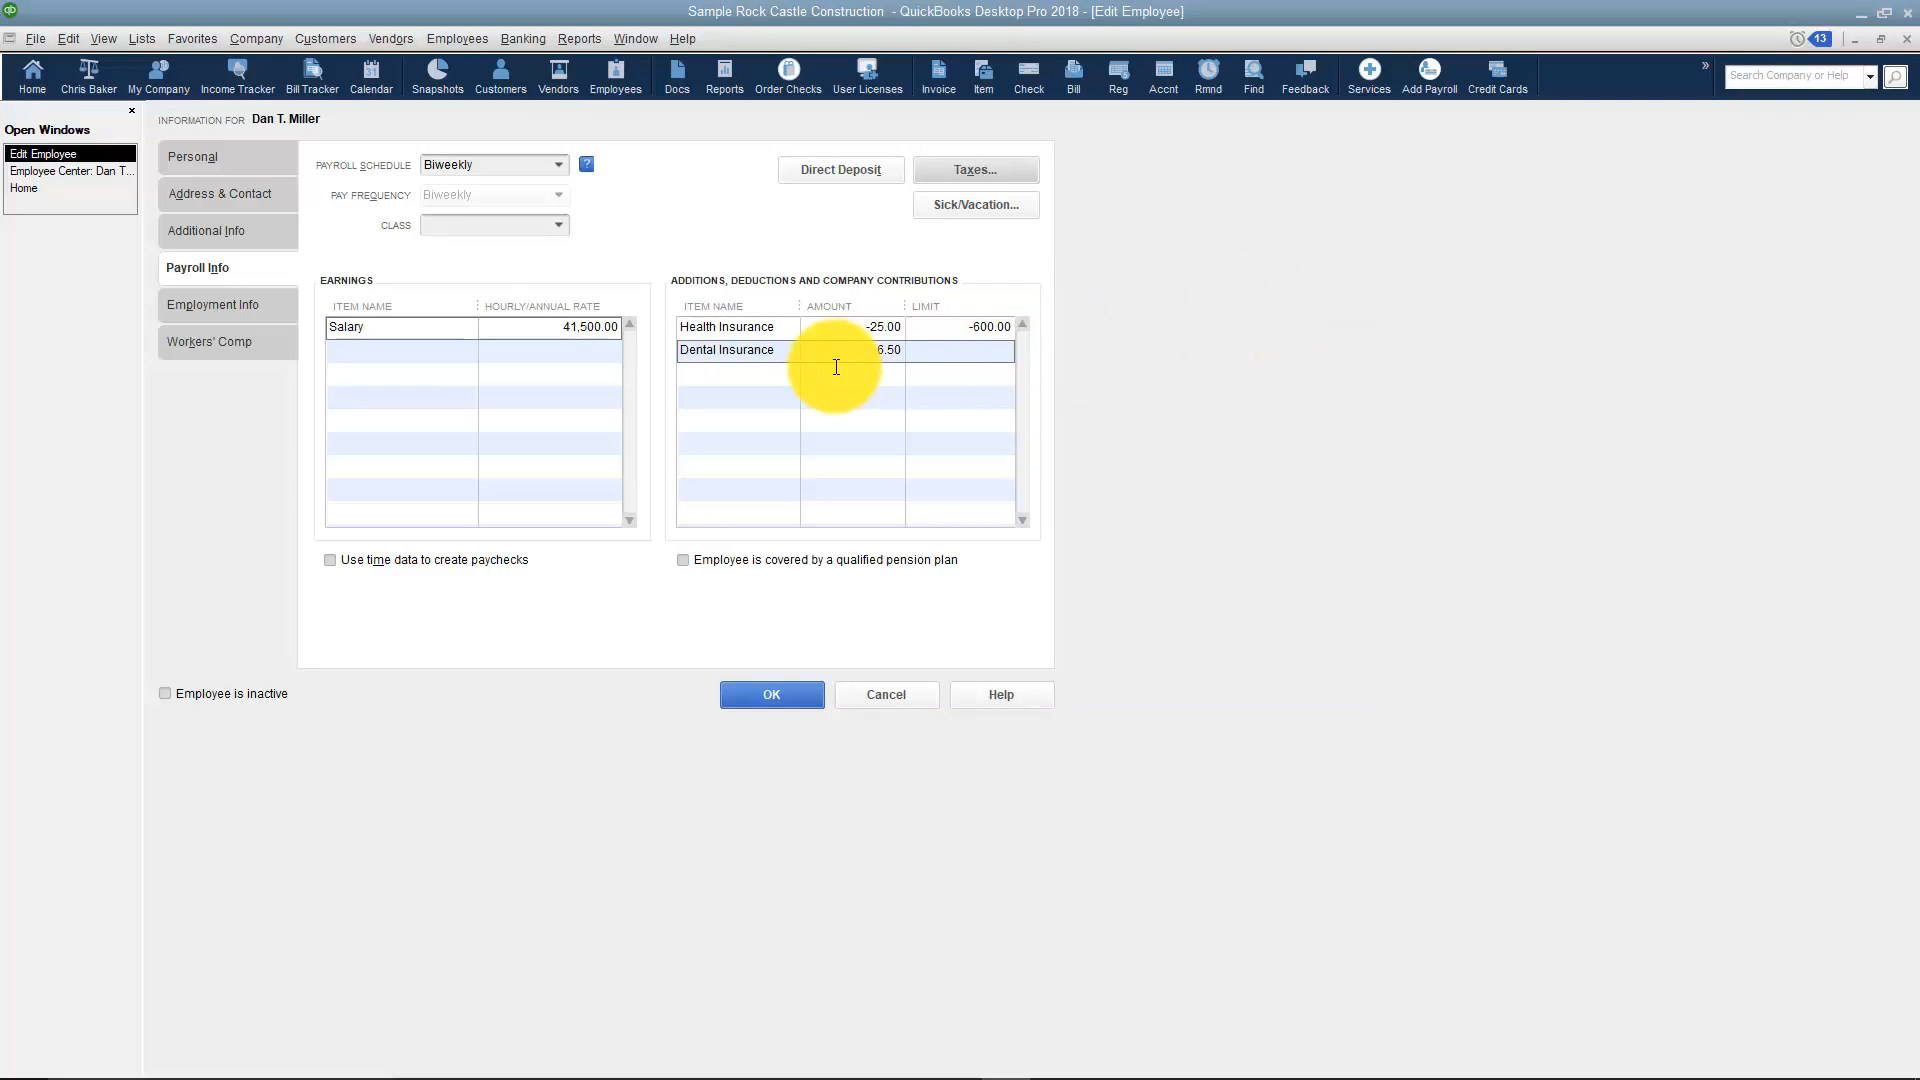 Sample Rock Castle Construction - QuickBooks Desktop Pro 2018 - [Edit Employee]
File Edit View Lists Favorites Company Customers Vendors Employees Banking Reports Window Help 13
Home Chris Baker My Company Income Tracker Bill Tracker Calendar Snapshots Customers Vendors Employees Docs Reports Order Checks User Licenses Invoice Item Check Bill Reg Accnt Rmnd Find Feedback Services Add Payroll Credit Cards » Search Company or Help
Open Windows
Edit Employee
Employee Center: Dan T...
Home
INFORMATION FOR Dan T. Miller
Personal
Address & Contact
Additional Info
Payroll Info
Employment Info
Workers' Comp
PAYROLL SCHEDULE Biweekly ?
PAY FREQUENCY Biweekly
CLASS
Direct Deposit Taxes...
Sick/Vacation...
EARNINGS
ITEM NAME HOURLY/ANNUAL RATE
Salary 41,500.00
ADDITIONS, DEDUCTIONS AND COMPANY CONTRIBUTIONS
ITEM NAME AMOUNT LIMIT
Health Insurance -25.00 -600.00
Dental Insurance 6.50
Use time data to create paychecks
Employee is covered by a qualified pension plan
Employee is inactive
OK Cancel Help